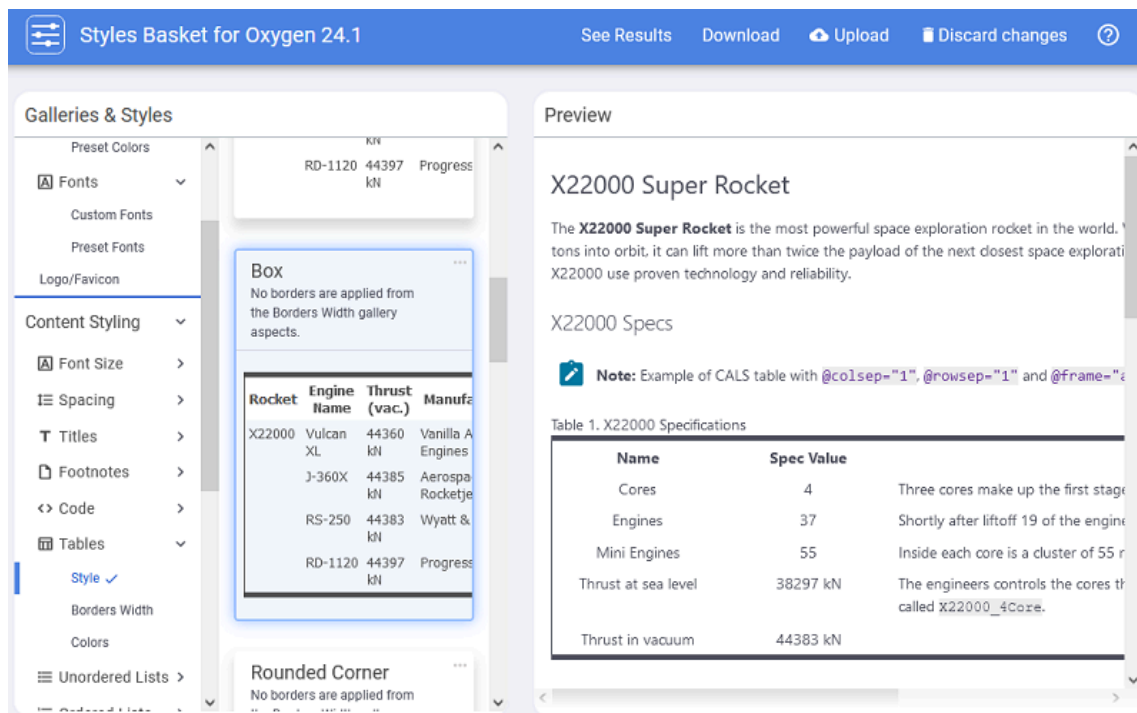 Styles Basket for Oxygen 24.1
See Results
Download
Upload
Discard changes
Galleries & Styles
Preset Colors
Fonts
Custom Fonts
Preset Fonts
Logo/Favicon
Content Styling
Font Size
Spacing
Titles
Footnotes
Code
Tables
Style
Borders Width
Colors
Unordered Lists
kN
RD-1120 44397 Progress
kN
Box
No borders are applied from
the Borders Width gallery
aspects.
Rocket Engine Name Thrust (vac.) Manufa
X22000 Vulcan XL 44360 kN Vanilla A Engines
J-360X 44385 kN Aerospa Rocketje
RS-250 44383 kN Wyatt &
RD-1120 44397 kN Progress
Rounded Corner
No borders are applied from
Preview
X22000 Super Rocket
The X22000 Super Rocket is the most powerful space exploration rocket in the world.
tons into orbit, it can lift more than twice the payload of the next closest space explorati
X22000 use proven technology and reliability.
X22000 Specs
Note: Example of CALS table with @colsep="1", @rowsep="1" and @frame="a
Table 1. X22000 Specifications
Name Spec Value
Cores 4 Three cores make up the first stage
Engines 37 Shortly after liftoff 19 of the engine
Mini Engines 55 Inside each core is a cluster of 55
Thrust at sea level 38297 kN The engineers controls the cores th
called X22000_4Core.
Thrust in vacuum 44383 kN